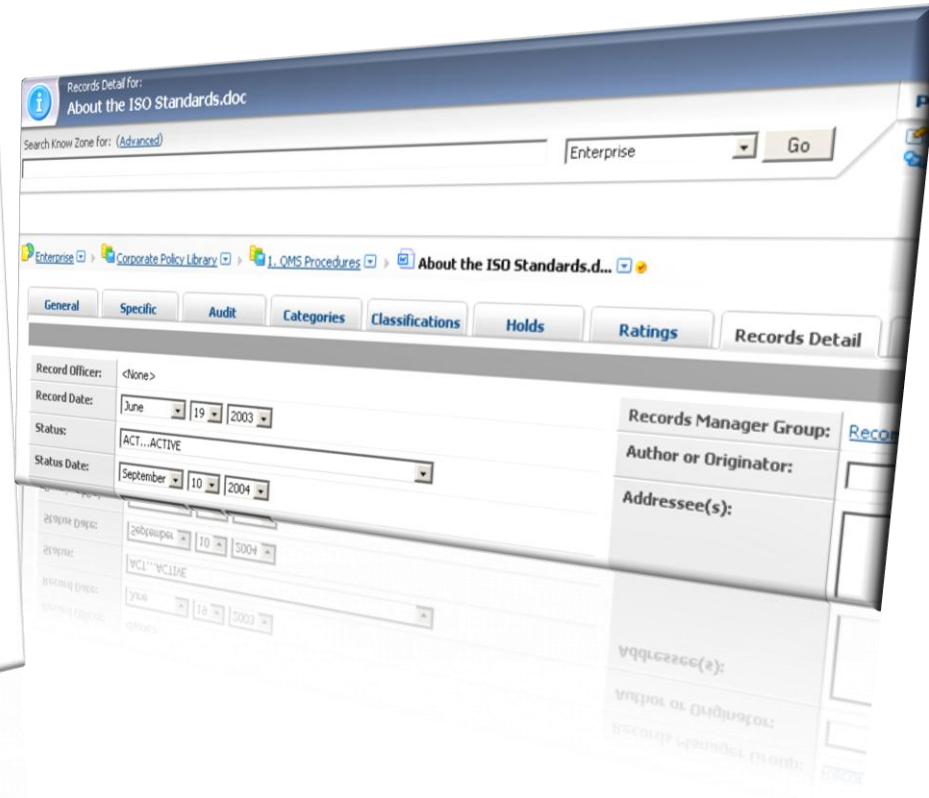 Records Detail for:
About the ISO Standards.doc
Search Know Zone for: (Advanced)
Enterprise
Go
Enterprise Corporate Policy Library 1. QMS Procedures About the ISO Standards.d...
General Specific Audit Categories Classifications Holds Ratings Records Detail
Record Officer: <None>
Record Date: June 19 2003
Status: ACT...ACTIVE
Status Date: September 10 2004
Records Manager Group: Recor
Author or Originator:
Addressee(s):